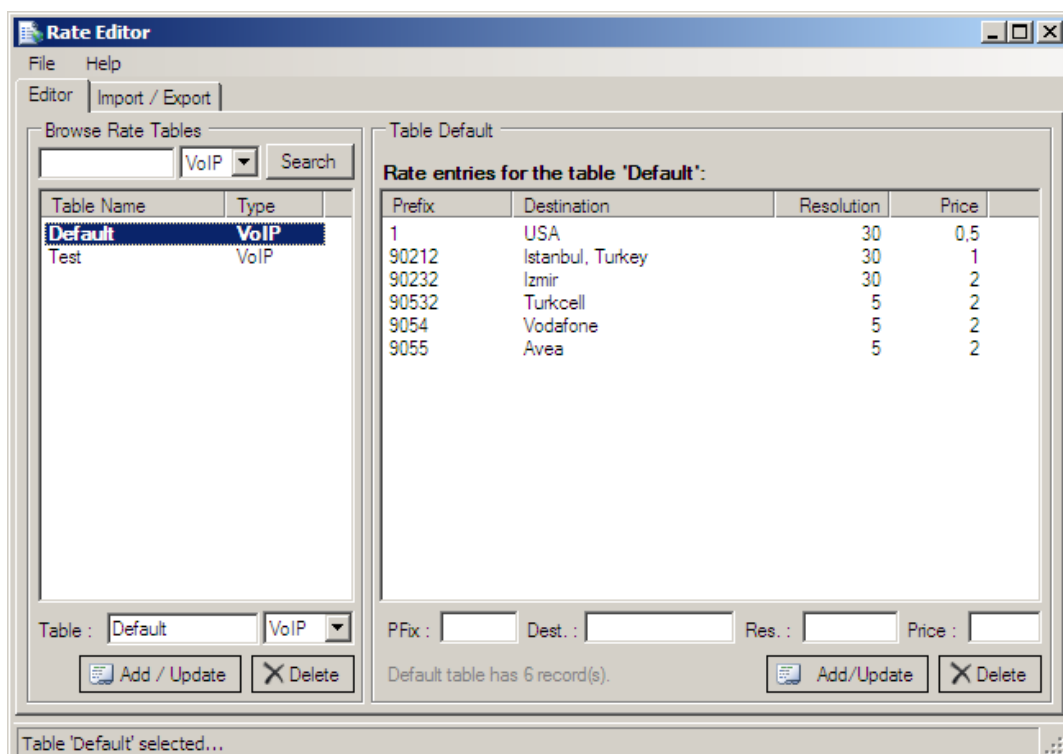 Rate Editor
File Help
Editor Import / Export
Browse Rate Tables
VoIP Search
Table Name Type
Default VoIP
Test VoIP
Table : Default VoIP
Add / Update Delete
Table Default
Rate entries for the table "Default":
Prefix Destination Resolution Price
1 USA 30 0,5
90212 Istanbul, Turkey 30 1
90232 Izmir 30 2
90532 Turkcell 5 2
9054 Vodafone 5 2
9055 Avea 5 2
PFix : Dest. : Res. : Price :
Default table has 6 record(s). Add/Update Delete
Table 'Default' selected...